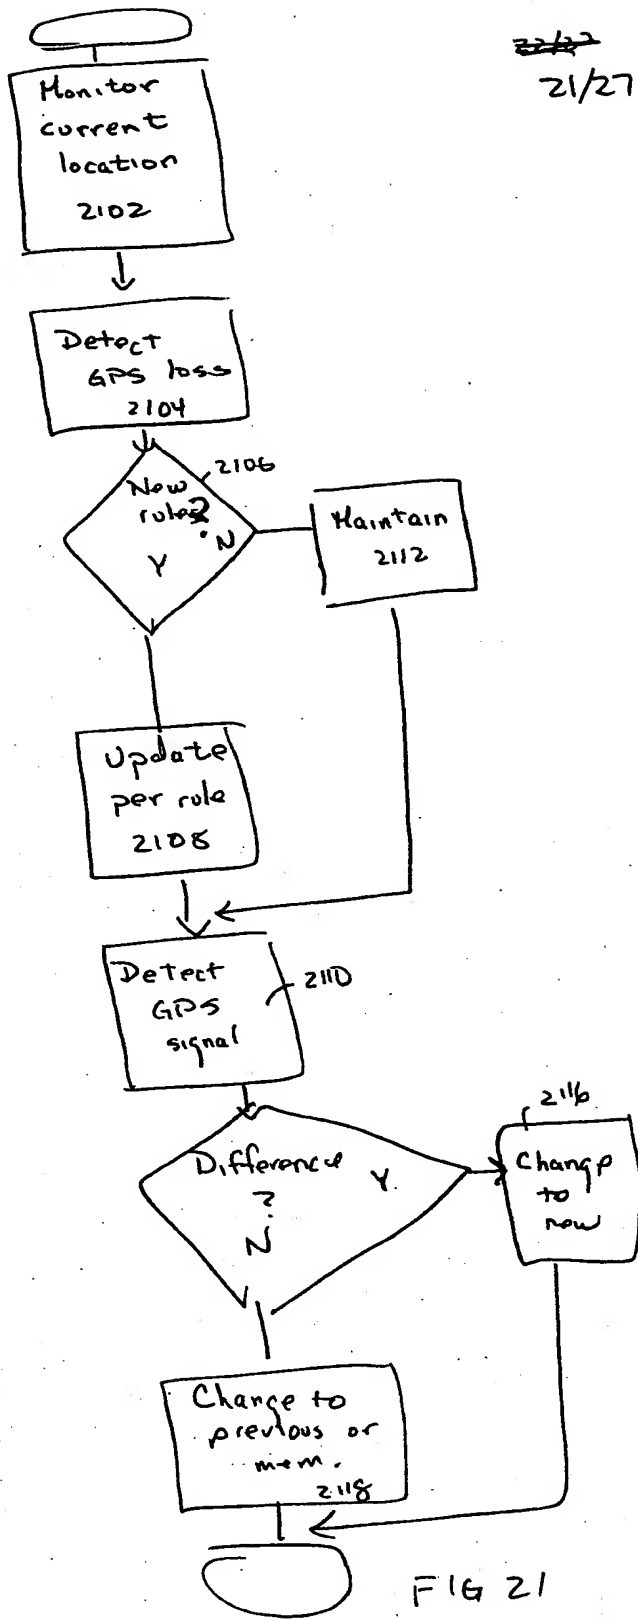 21/27
Monitor
current
location
2102
Detect
GPS loss
2104
2106
New
rules?
N
Y
Maintain
2112
Update
per rule
2108
Detect
GPS
signal
2110
Difference
?
Y
N
2116
Change
to
new
Change to
previous or
mem.
2118
FIG 21